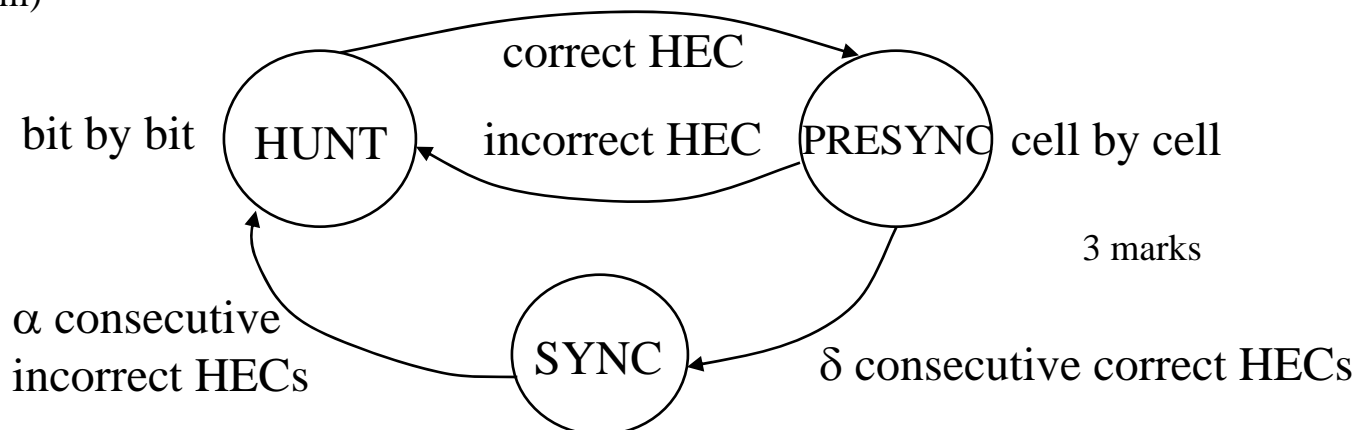 correct HEC
bit by bit
HUNT
incorrect HEC
PRESYNC
cell by cell
3 marks
α consecutive
incorrect HECs
SYNC
δ consecutive correct HECs